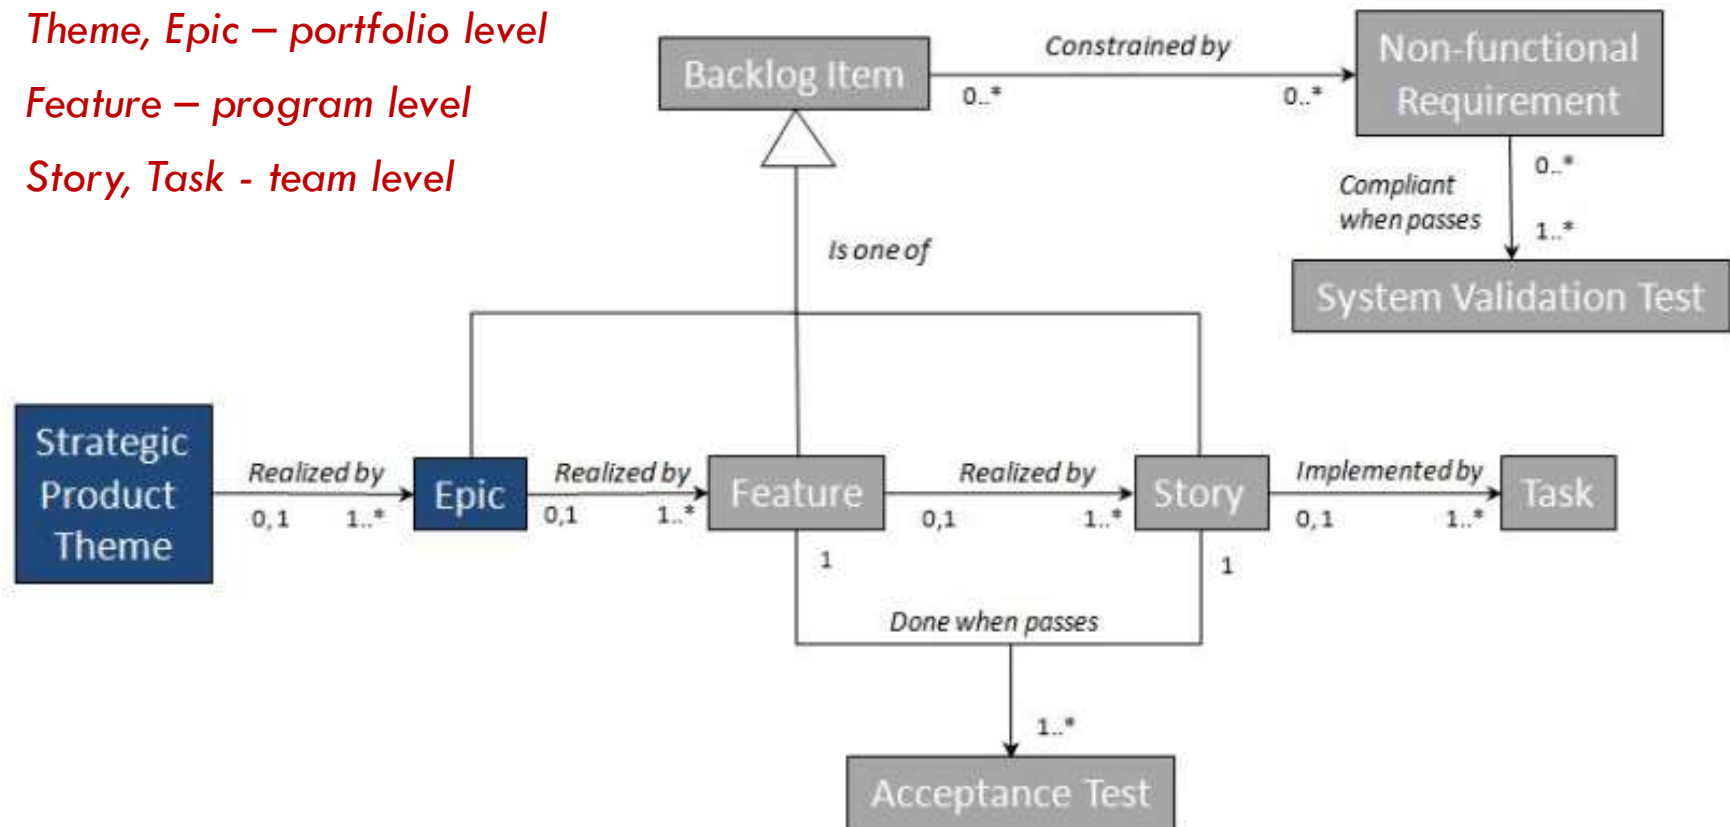 Theme, Epic – portfolio level
Feature – program level
Story, Task - team level
Backlog Item
Constrained by
0..*
0..*
Non-functional
Requirement
0..*
Compliant
when passes
1..*
System Validation Test
Is one of
Strategic
Product
Theme
Realized by
0,1
1..*
Epic
Realized by
0,1
1..*
Feature
Realized by
0,1
1..*
Story
Implemented by
0,1
1..*
Task
1
1
Done when passes
1..*
Acceptance Test